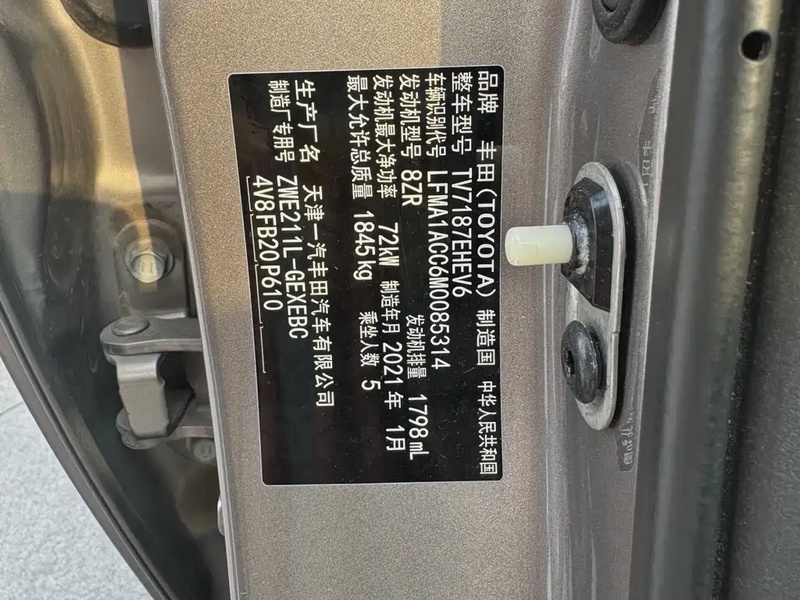 品牌 丰田(TOYOTA) 制造国 中华人民共和国
整车型号 TV7187EHEV6
车辆识别代号 LFMA1ACC6M0085314
发动机型号 8ZR 发动机排量 1798mL
发动机最大净功率 72kW 制造年月 2021年 1月
最大允许总质量 1845kg 乘坐人数 5
生产厂名 天津一汽丰田汽车有限公司
制造厂专用号 ZWE211L-GEXEBC
4V8FB20P610